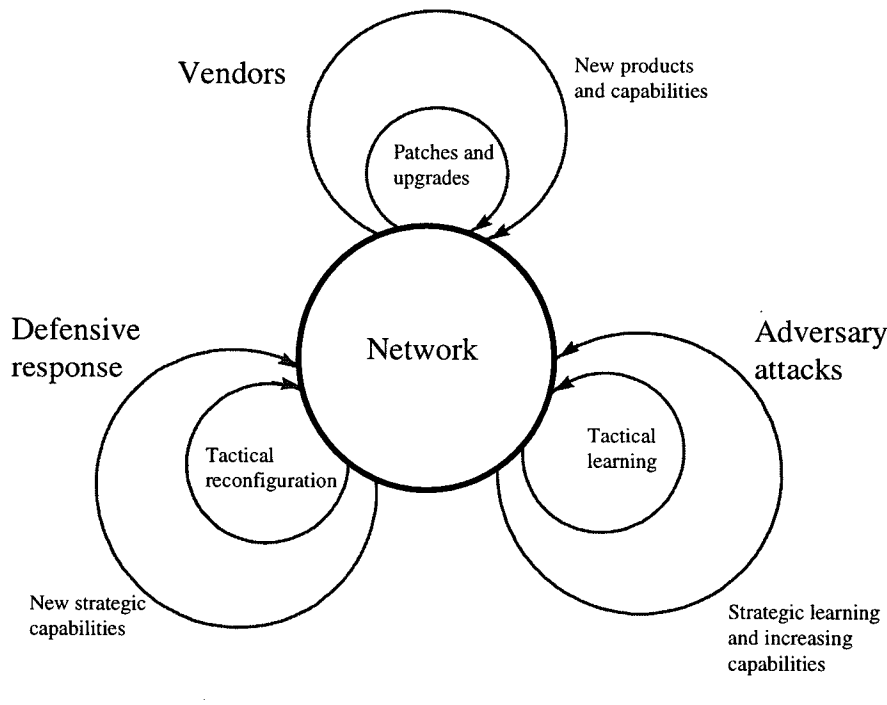 Vendors
New products
and capabilities
Patches and
upgrades
Network
Defensive
response
Adversary
attacks
Tactical
reconfiguration
Tactical
learning
New strategic
capabilities
Strategic learning
and increasing
capabilities